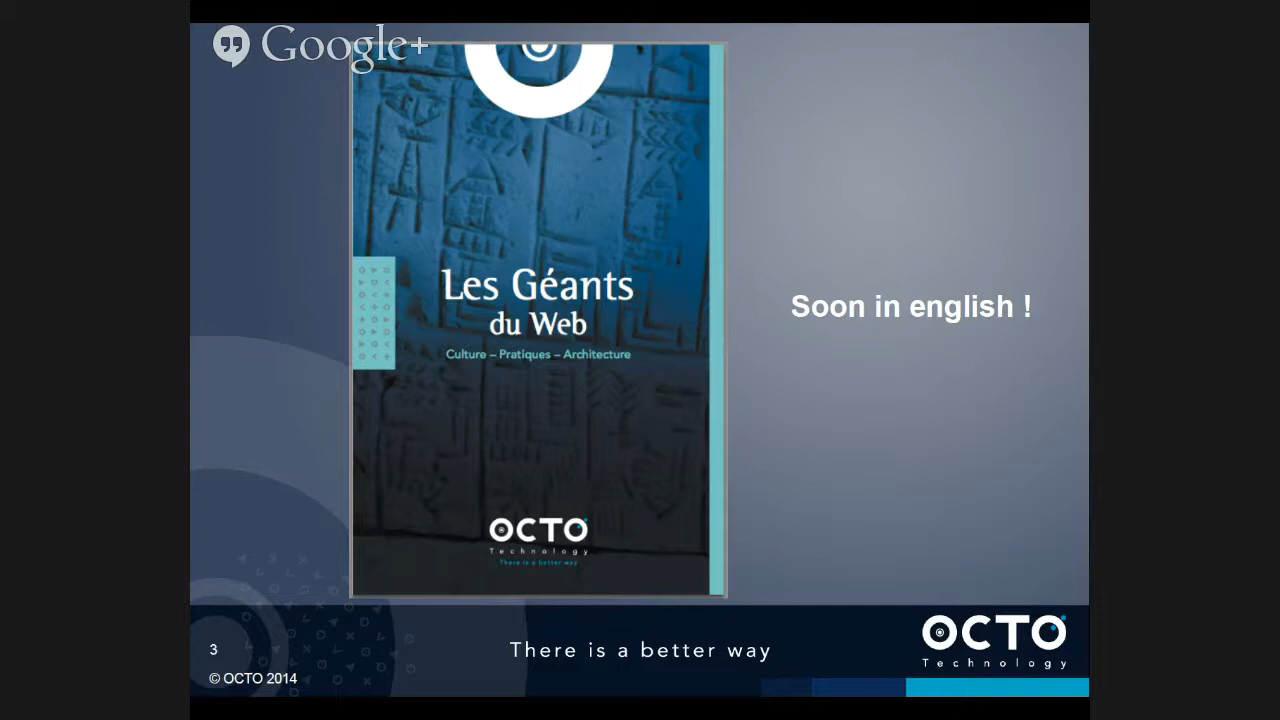 Google+
Les Géants
du Web
Culture – Pratiques – Architecture
OCTO
Technology
There is a better way
Soon in english !
3
© OCTO 2014
There is a better way
OCTO
Technology